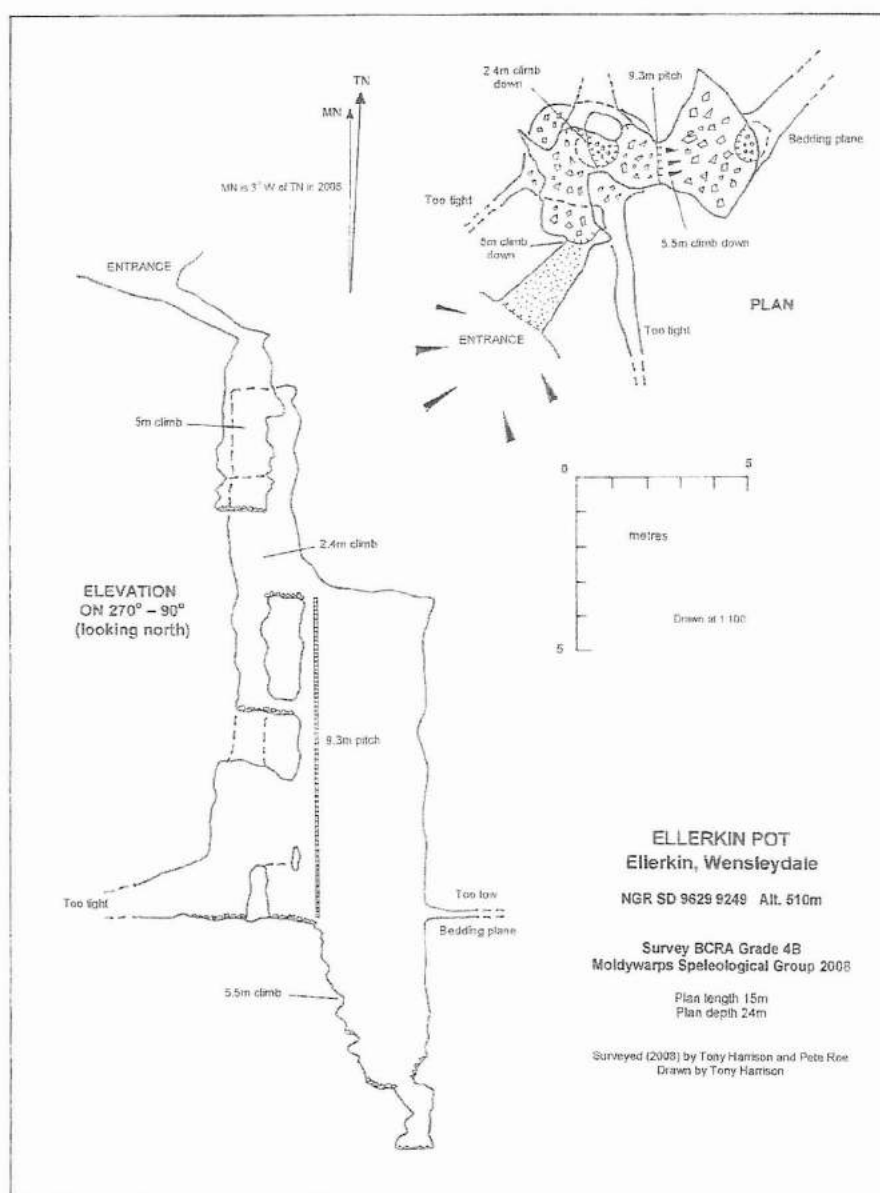 TN
MN
MN is 3° W of TN in 2008
2.4m climb
down
9.3m pitch
Bedding plane
Too tight
5m climb
down
5.5m climb down
PLAN
ENTRANCE
Too tight
ENTRANCE
5m climb
2.4m climb
ELEVATION
ON 270° – 90°
(looking north)
0
5
metres
Drawn at 1:100
5
9.3m pitch
Too tight
Too low
Bedding plane
5.5m climb
ELLERKIN POT
Ellerkin, Wensleydale
NGR SD 9629 9249 Alt. 510m
Survey BCRA Grade 4B
Moldywarps Speleological Group 2008
Plan length 15m
Plan depth 24m
Surveyed (2008) by Tony Harrison and Pete Roe
Drawn by Tony Harrison